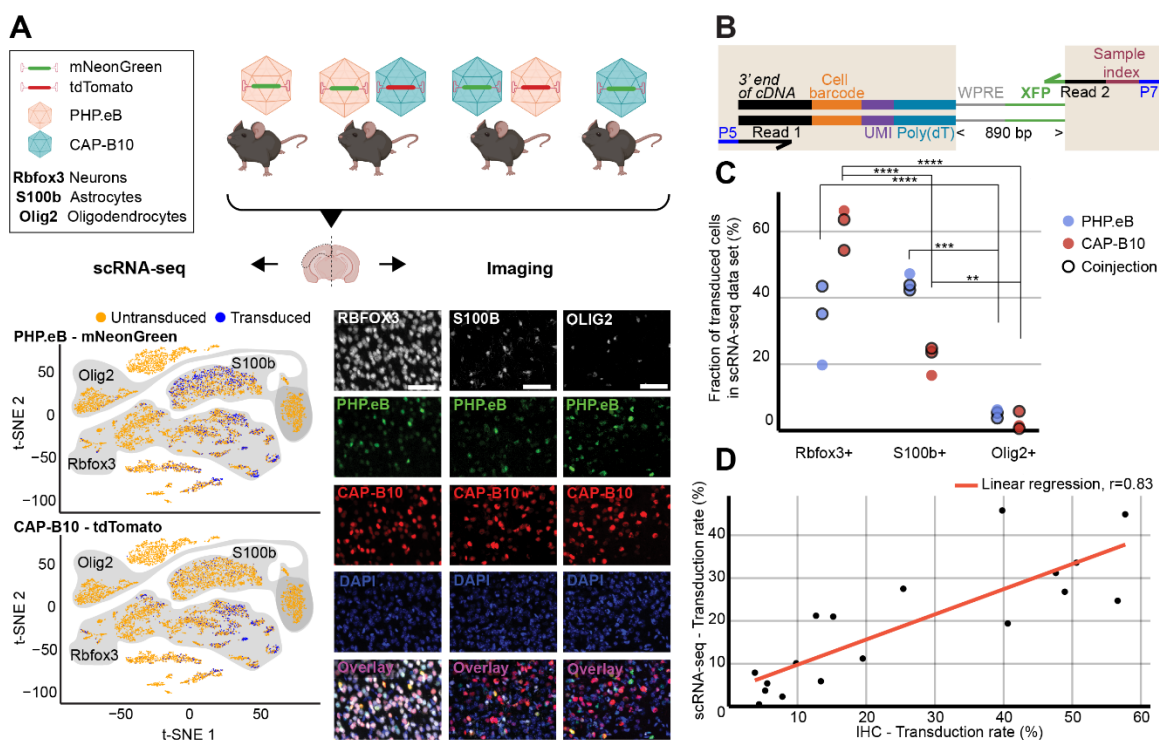 A
mNeonGreen
tdTomato
PHP.eB
CAP-B10
Rbfox3 Neurons
S100b Astrocytes
Olig2 Oligodendrocytes
scRNA-seq
Imaging
Untransduced
Transduced
PHP.eB - mNeonGreen
Olig2
S100b
Rbfox3
t-SNE 2
50
0
−50
−100
CAP-B10 - tdTomato
Olig2
S100b
Rbfox3
t-SNE 2
50
0
−50
−100
−50
0
50
t-SNE 1
RBFOX3
S100B
OLIG2
PHP.eB
PHP.eB
PHP.eB
CAP-B10
CAP-B10
CAP-B10
DAPI
DAPI
DAPI
Overlay
Overlay
Overlay
B
3' end
of cDNA
Cell
barcode
WPRE
XFP
Sample
index
Read 2
P7
P5
Read 1
UMI
Poly(dT)
< 890 bp >
C
****
****
****
***
**
Fraction of transduced cells
in scRNA-seq data set (%)
60
40
20
0
Rbfox3+
S100b+
Olig2+
PHP.eB
CAP-B10
Coinjection
D
Linear regression, r=0.83
scRNA-seq - Transduction rate (%)
40
30
20
10
0
10
20
30
40
50
60
IHC - Transduction rate (%)